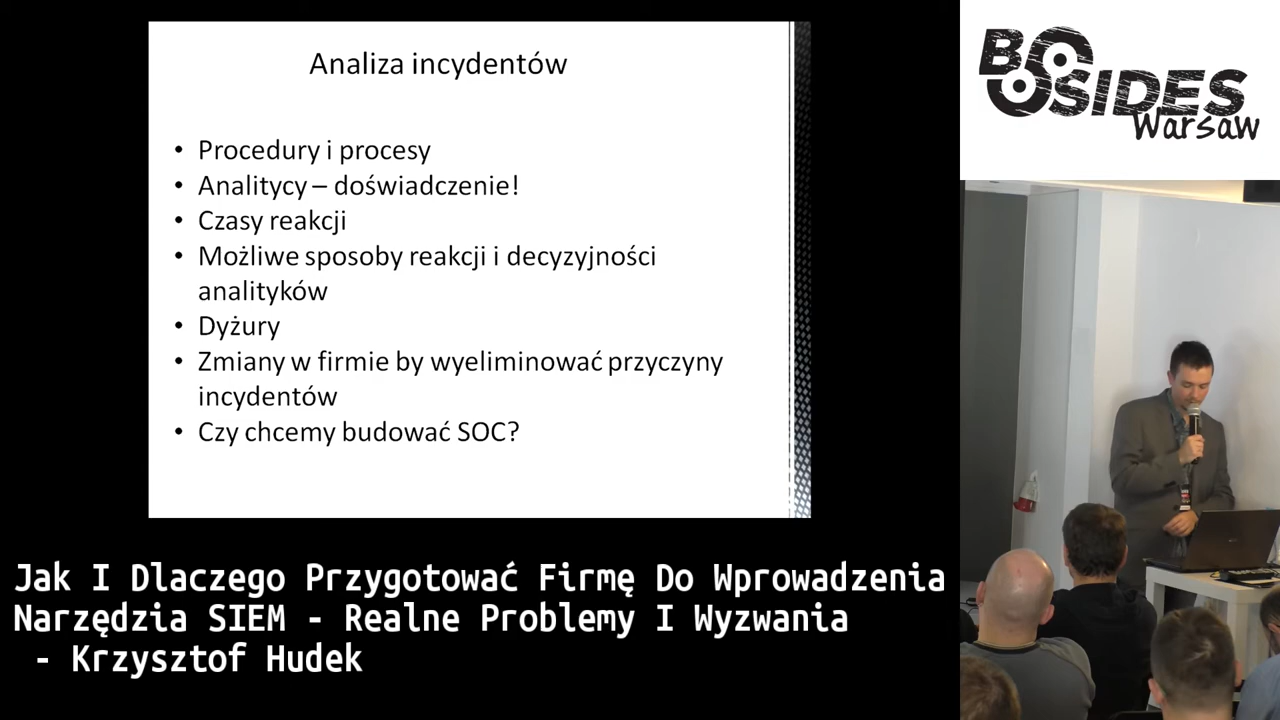 Analiza incydentów
• Procedury i procesy
• Analitycy – doświadczenie!
• Czasy reakcji
• Możliwe sposoby reakcji i decyzyjności
analityków
• Dyżury
• Zmiany w firmie by wyeliminować przyczyny
incydentów
• Czy chcemy budować SOC?
BSIDES
Warsaw
Jak I Dlaczego Przygotować Firmę Do Wprowadzenia
Narzędzia SIEM - Realne Problemy I Wyzwania
- Krzysztof Hudek